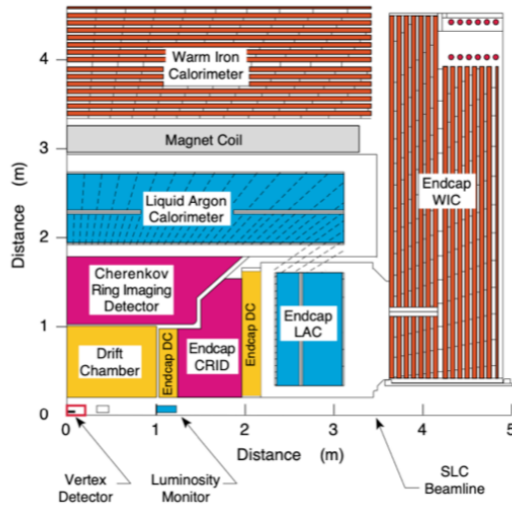 4
Warm Iron
Calorimeter
Magnet Coil
3
Distance (m)
Liquid Argon
Calorimeter
Endcap
WIC
2
Cherenkov
Ring Imaging
Detector
Endcap
LAC
1
Drift
Chamber
Endcap DC
Endcap
CRID
Endcap DC
0
0 1 2 3 4 5
Distance (m)
Vertex
Detector
Luminosity
Monitor
SLC
Beamline